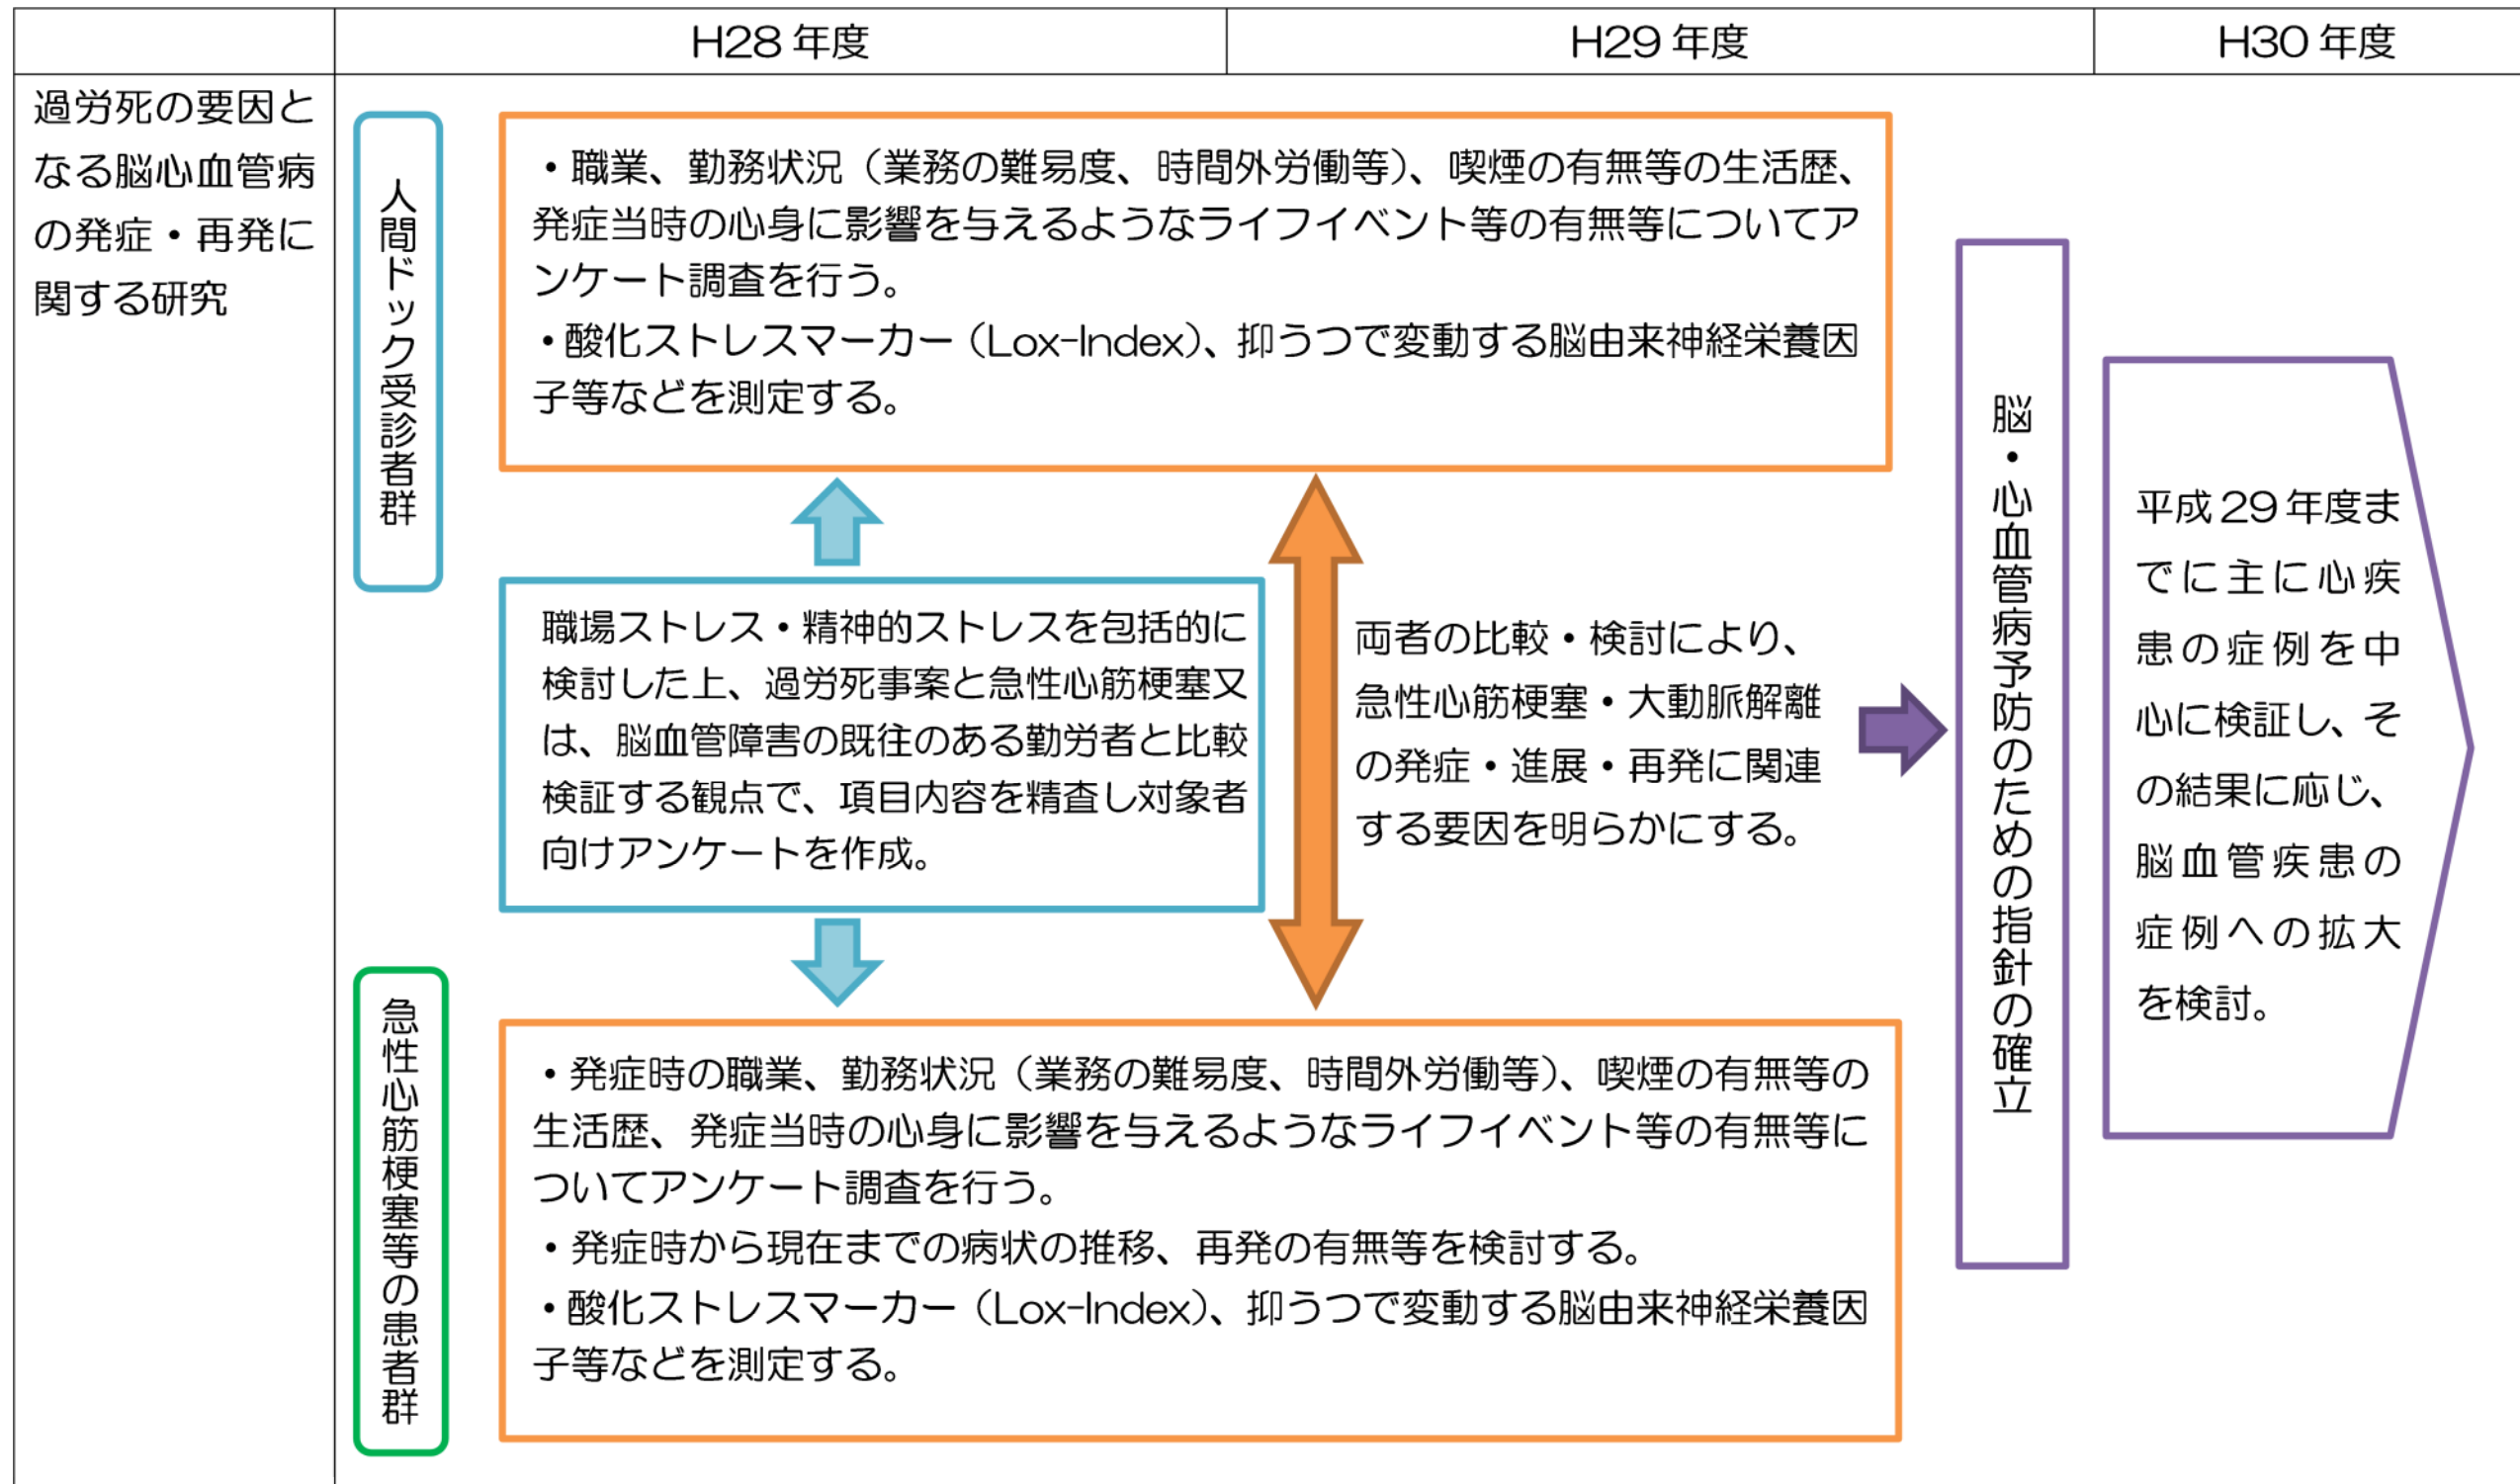 H28 年度
H29 年度
H30 年度
過労死の要因と
なる脳心血管病
の発症・再発に
関する研究
人間ドック受診者群
・職業、勤務状況（業務の難易度、時間外労働等）、喫煙の有無等の生活歴、
発症当時の心身に影響を与えるようなライフイベント等の有無等についてア
ンケート調査を行う。
・酸化ストレスマーカー（Lox-Index）、抑うつで変動する脳由来神経栄養因
子等などを測定する。
職場ストレス・精神的ストレスを包括的に
検討した上、過労死事案と急性心筋梗塞又
は、脳血管障害の既往のある勤労者と比較
検証する観点で、項目内容を精査し対象者
向けアンケートを作成。
両者の比較・検討により、
急性心筋梗塞・大動脈解離
の発症・進展・再発に関連
する要因を明らかにする。
急性心筋梗塞等の患者群
・発症時の職業、勤務状況（業務の難易度、時間外労働等）、喫煙の有無等の
生活歴、発症当時の心身に影響を与えるようなライフイベント等の有無等に
ついてアンケート調査を行う。
・発症時から現在までの病状の推移、再発の有無等を検討する。
・酸化ストレスマーカー（Lox-Index）、抑うつで変動する脳由来神経栄養因
子等などを測定する。
脳・心血管病予防のための指針の確立
平成 29 年度ま
でに主に心疾
患の症例を中
心に検証し、そ
の結果に応じ、
脳血管疾患の
症例への拡大
を検討。